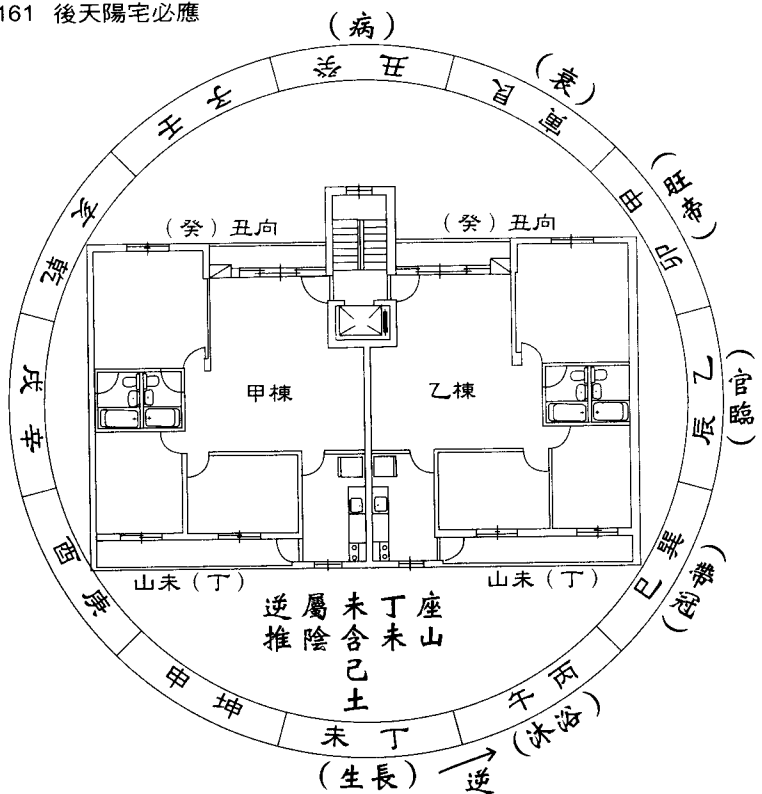 161 後天陽宅必應
（病）
癸丑
（衰）
艮寅
（旺帝）
甲卯
（官臨）
乙辰
（帶冠）
巽巳
（沐浴）
丙午
（生長）
逆
未丁
申坤
酉庚
戌辛
亥乾
壬子
（癸）丑向
（癸）丑向
甲棟
乙棟
山未（丁）
山未（丁）
座山
丁未
未含己土
屬陰
逆推